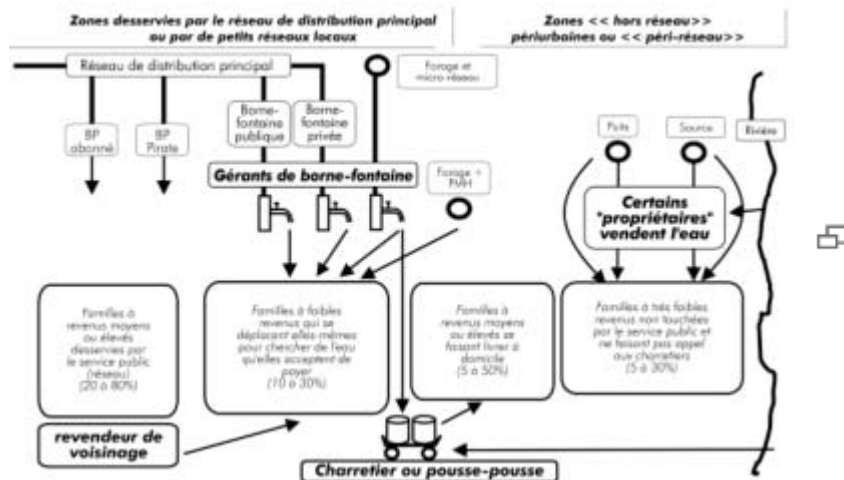 Zones desservies par le réseau de distribution principal
ou par de petits réseaux locaux
Zones << hors réseau>>
périurbaines ou << péri-réseau>>
Réseau de distribution principal
Forage et
micro réseau
BP
abonné
BP
Pirate
Borne-
fontaine
publique
Borne-
fontaine
privée
Puits
Source
Rivière
Gérants de borne-fontaine
Forage +
PMH
Certains
"propriétaires"
vendent l'eau
Familles à
revenus moyens
ou élevés
desservies par
le service public
(réseau)
(20 à 80%)
Familles à faibles
revenus qui se
déplacent elles-mêmes
pour chercher de l'eau
qu'elles acceptent de
payer
(10 à 30%)
Familles à
revenus moyens
ou élevés se
faisant livrer à
domicile
(5 à 50%)
Familles à très faibles
revenus non touchées
par le service public et
ne faisant pas appel
aux charretiers
(5 à 30%)
revendeur de
voisinage
Charretier ou pousse-pousse